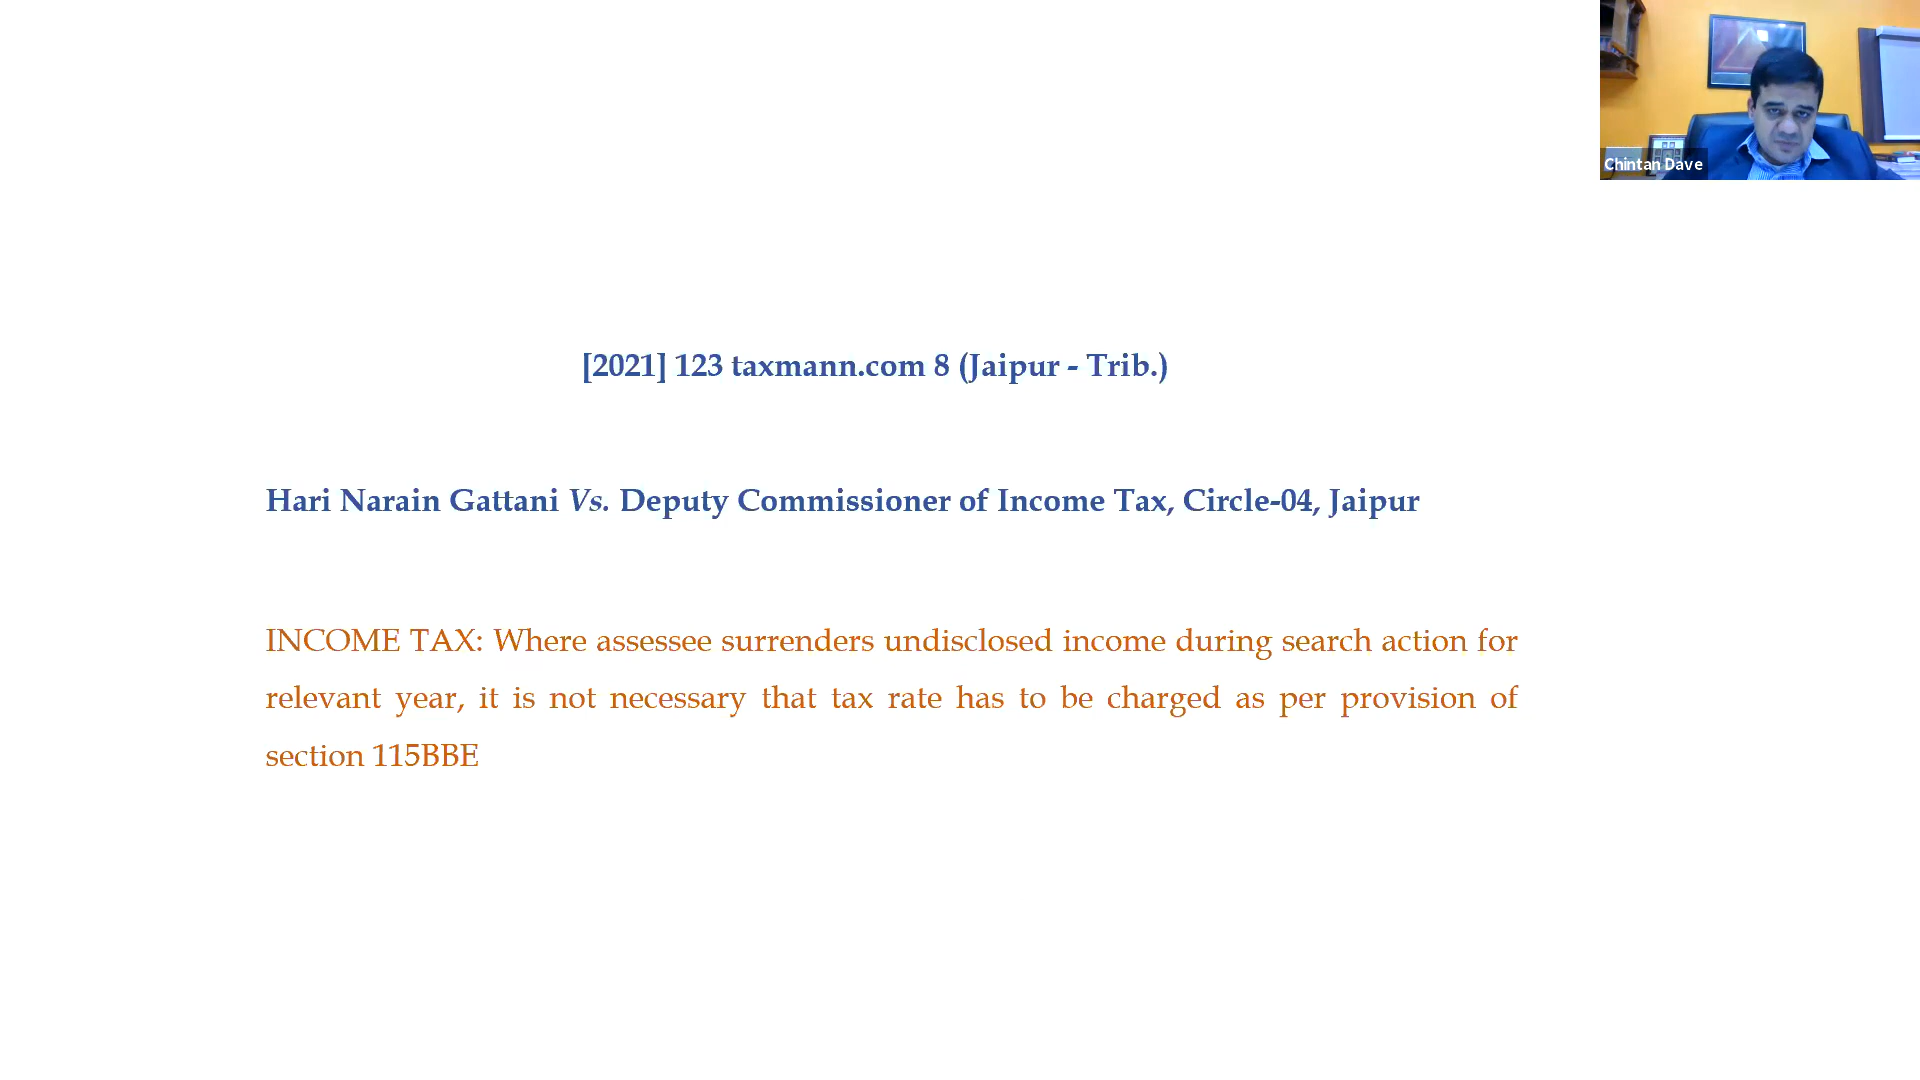 Chintan Dave
[2021] 123 taxmann.com 8 (Jaipur - Trib.)
Hari Narain Gattani Vs. Deputy Commissioner of Income Tax, Circle-04, Jaipur
INCOME TAX: Where assessee surrenders undisclosed income during search action for
relevant year, it is not necessary that tax rate has to be charged as per provision of
section 115BBE